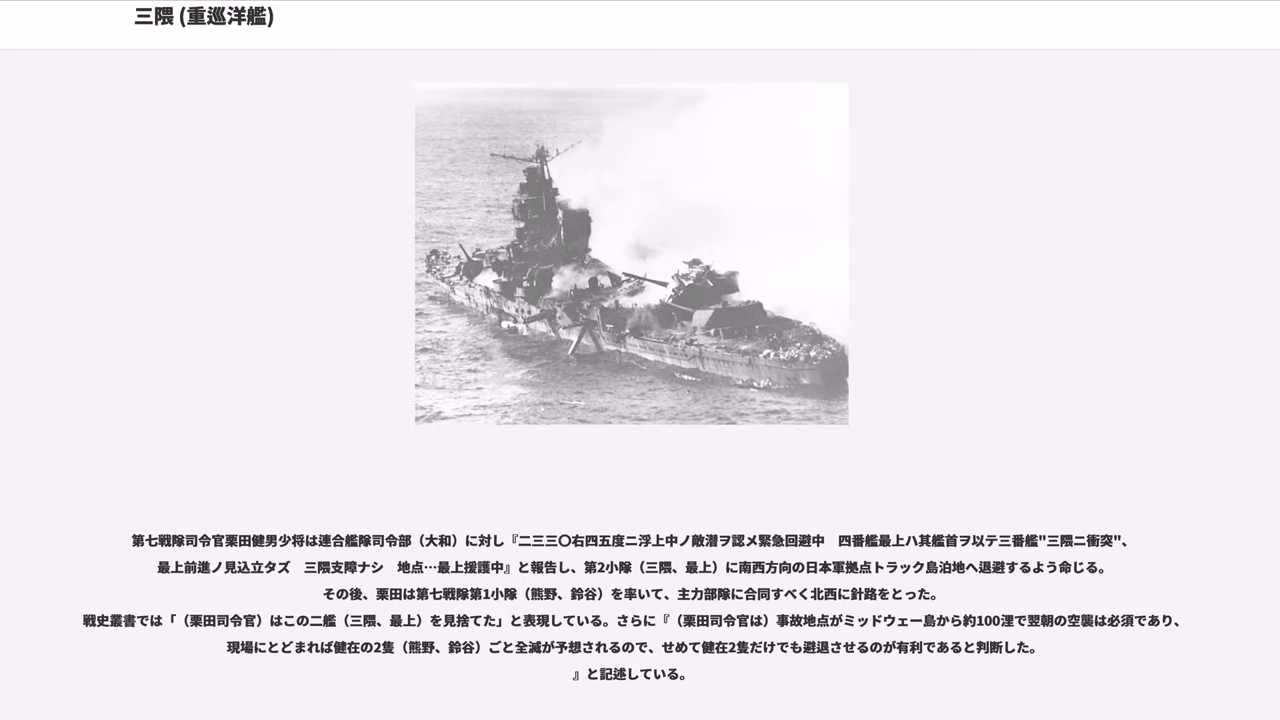 三隈 (重巡洋艦)
第七戦隊司令官栗田健男少将は連合艦隊司令部（大和）に対し『二三三〇右四五度ニ浮上中ノ敵潜ヲ認メ緊急回避中　四番艦最上ハ其艦首ヲ以テ三番艦"三隈ニ衝突"、
最上前進ノ見込立タズ　三隈支障ナシ　地点…最上援護中』と報告し、第2小隊（三隈、最上）に南西方向の日本軍拠点トラック島泊地へ退避するよう命じる。
その後、栗田は第七戦隊第1小隊（熊野、鈴谷）を率いて、主力部隊に合同すべく北西に針路をとった。
戦史叢書では「（栗田司令官）はこの二艦（三隈、最上）を見捨てた」と表現している。さらに『（栗田司令官は）事故地点がミッドウェー島から約100浬で翌朝の空襲は必須であり、
現場にとどまれば健在の2隻（熊野、鈴谷）ごと全滅が予想されるので、せめて健在2隻だけでも避退させるのが有利であると判断した。
』と記述している。